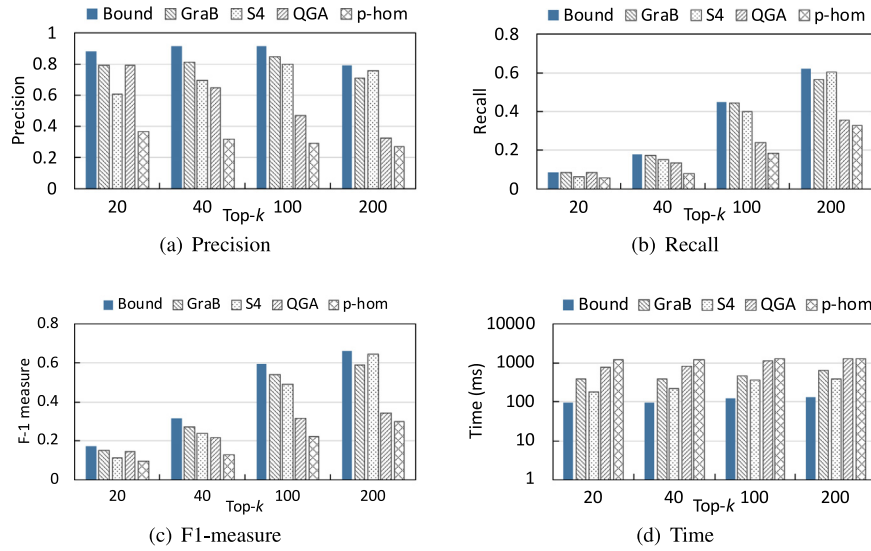 Bound GraB S4 QGA p-hom
1
0.8
0.6
0.4
0.2
0
Precision
20 40 100 200
Top-k
(a) Precision
Bound GraB S4 QGA p-hom
0.8
0.6
0.4
0.2
0
Recall
20 40 100 200
Top-k
(b) Recall
Bound GraB S4 QGA p-hom
0.8
0.6
0.4
0.2
0
F-1 measure
20 40 100 200
Top-k
(c) F1-measure
Bound GraB S4 QGA p-hom
10000
1000
100
10
1
Time (ms)
20 40 100 200
Top-k
(d) Time